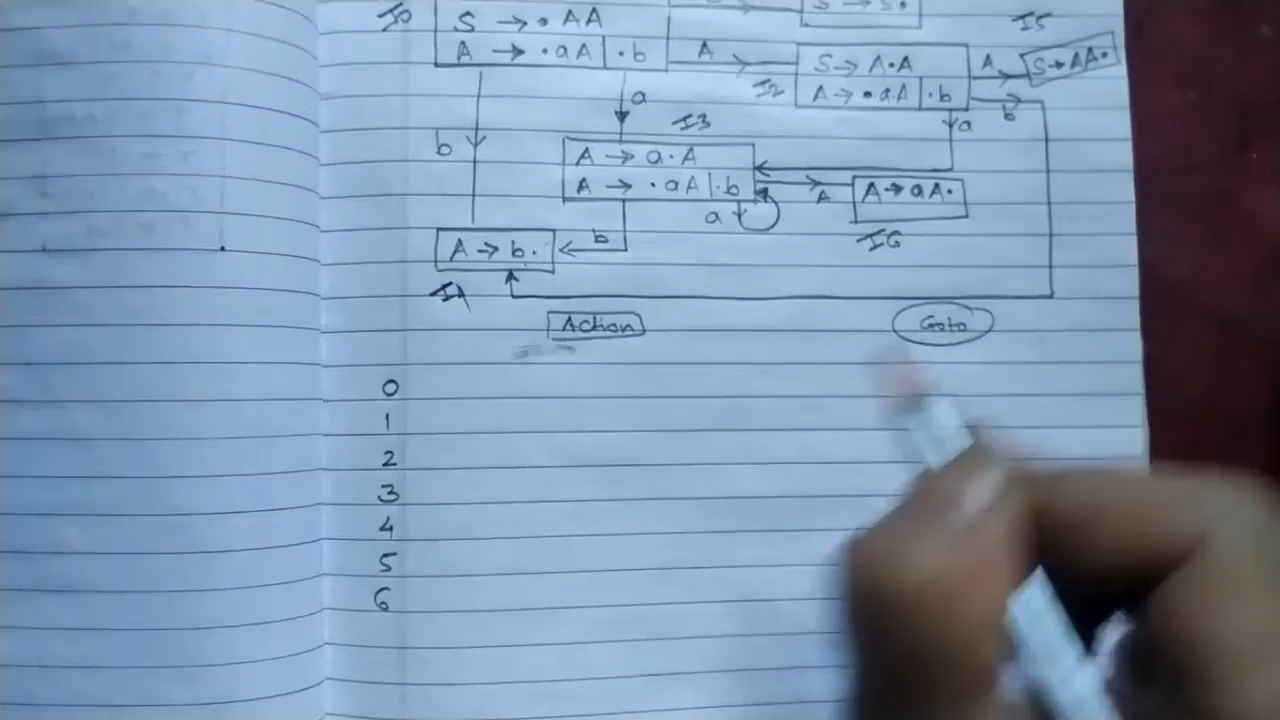 S → S•
I0
S → •AA
A → •aA | •b
A
I2
S → A•A
A → •aA | •b
A
I5
S → AA•
b
a
b
a
I3
A → a•A
A → •aA | •b
A
A → aA•
I6
a
b
A → b•
I4
Action
Goto
0
1
2
3
4
5
6